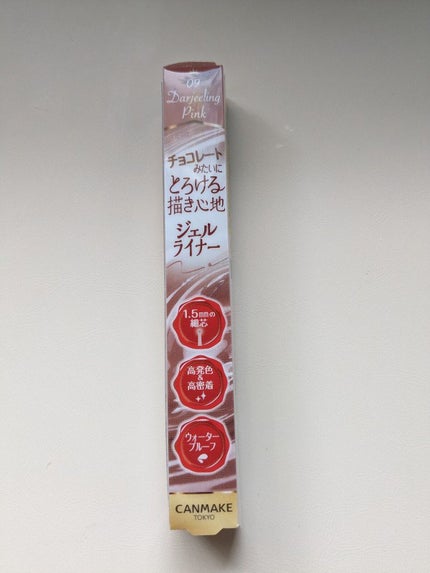 09
Darjeeling
Pink
チョコレート
みたいに
とろける
描き心地
ジェル
ライナー
1.5mmの
細芯
高発色
&
高密着
ウォーター
プルーフ
CANMAKE
TOKYO